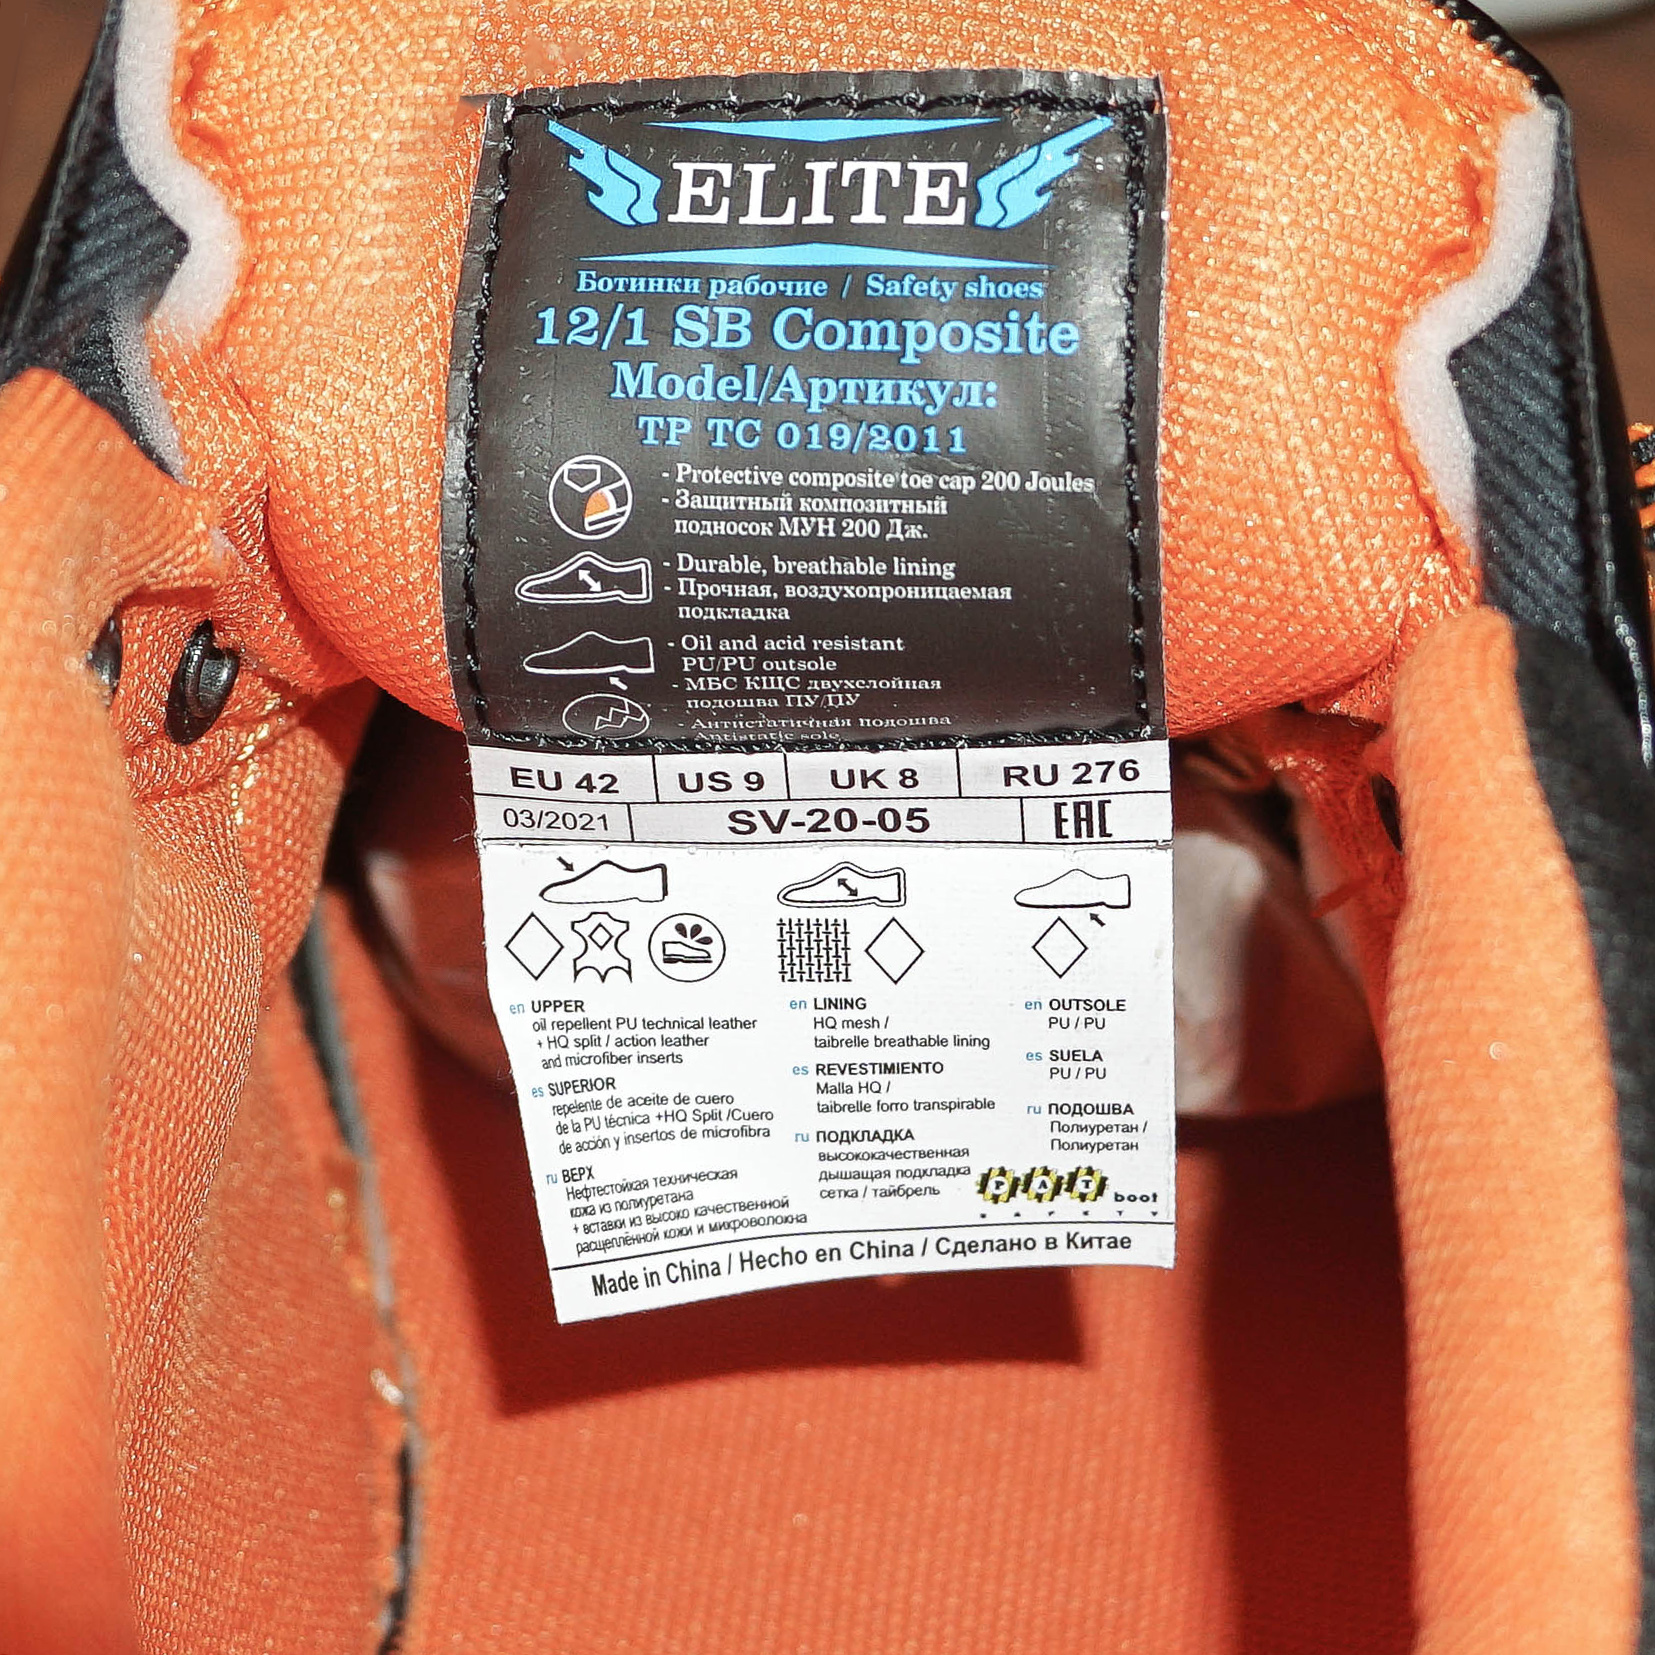 ELITE
Ботинки рабочие / Safety shoes
12/1 SB Composite
Model/Артикул:
ТР ТС 019/2011
- Protective composite toe cap 200 Joules
- Защитный композитный
подносок МУН 200 Дж.
- Durable, breathable lining
- Прочная, воздухопроницаемая
подкладка
- Oil and acid resistant
PU/PU outsole
- МБС КЩС двухслойная
подошва ПУ/ПУ
- Антистатичная подошва
Antistatic sole
EU 42 US 9 UK 8 RU 276
03/2021 SV-20-05 EAC
en UPPER
oil repellent PU technical leather
+ HQ split / action leather
and microfiber inserts
es SUPERIOR
repelente de aceite de cuero
de la PU técnica +HQ Split /Cuero
de acción y insertos de microfibra
ru ВЕРХ
Нефтестойкая техническая
кожа из полиуретана
+ вставки из высоко качественной
расщеплённой кожи и микроволокна
en LINING
HQ mesh /
taibrelle breathable lining
es REVESTIMIENTO
Malla HQ /
taibrelle forro transpirable
ru ПОДКЛАДКА
высококачественная
дышащая подкладка
сетка / тайбрель
en OUTSOLE
PU / PU
es SUELA
PU / PU
ru ПОДОШВА
Полиуретан /
Полиуретан
PAT boot
SAFETY
Made in China / Hecho en China / Сделано в Китае